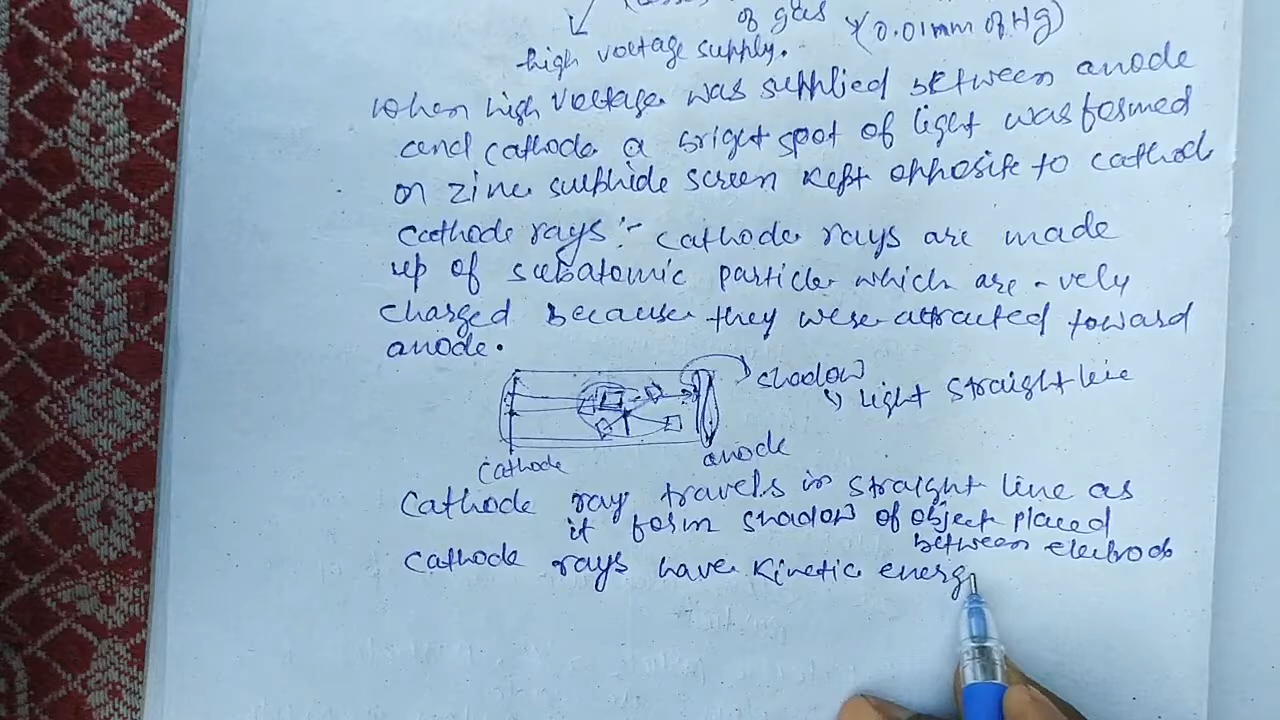 of gas (0.01mm of Hg)
high voltage supply.
when high voltage was supplied between anode
and cathode a bright spot of light was formed
on zinc sulphide screen kept opposite to cathod
cathode rays :- cathode rays are made
up of subatomic particle which are -vely
charged because they were attracted toward
anode.
shadow
light straight line
cathode
anode
Cathode ray travels in straight line as
it form shadow of object placed
between electrode
Cathode rays have kinetic energ